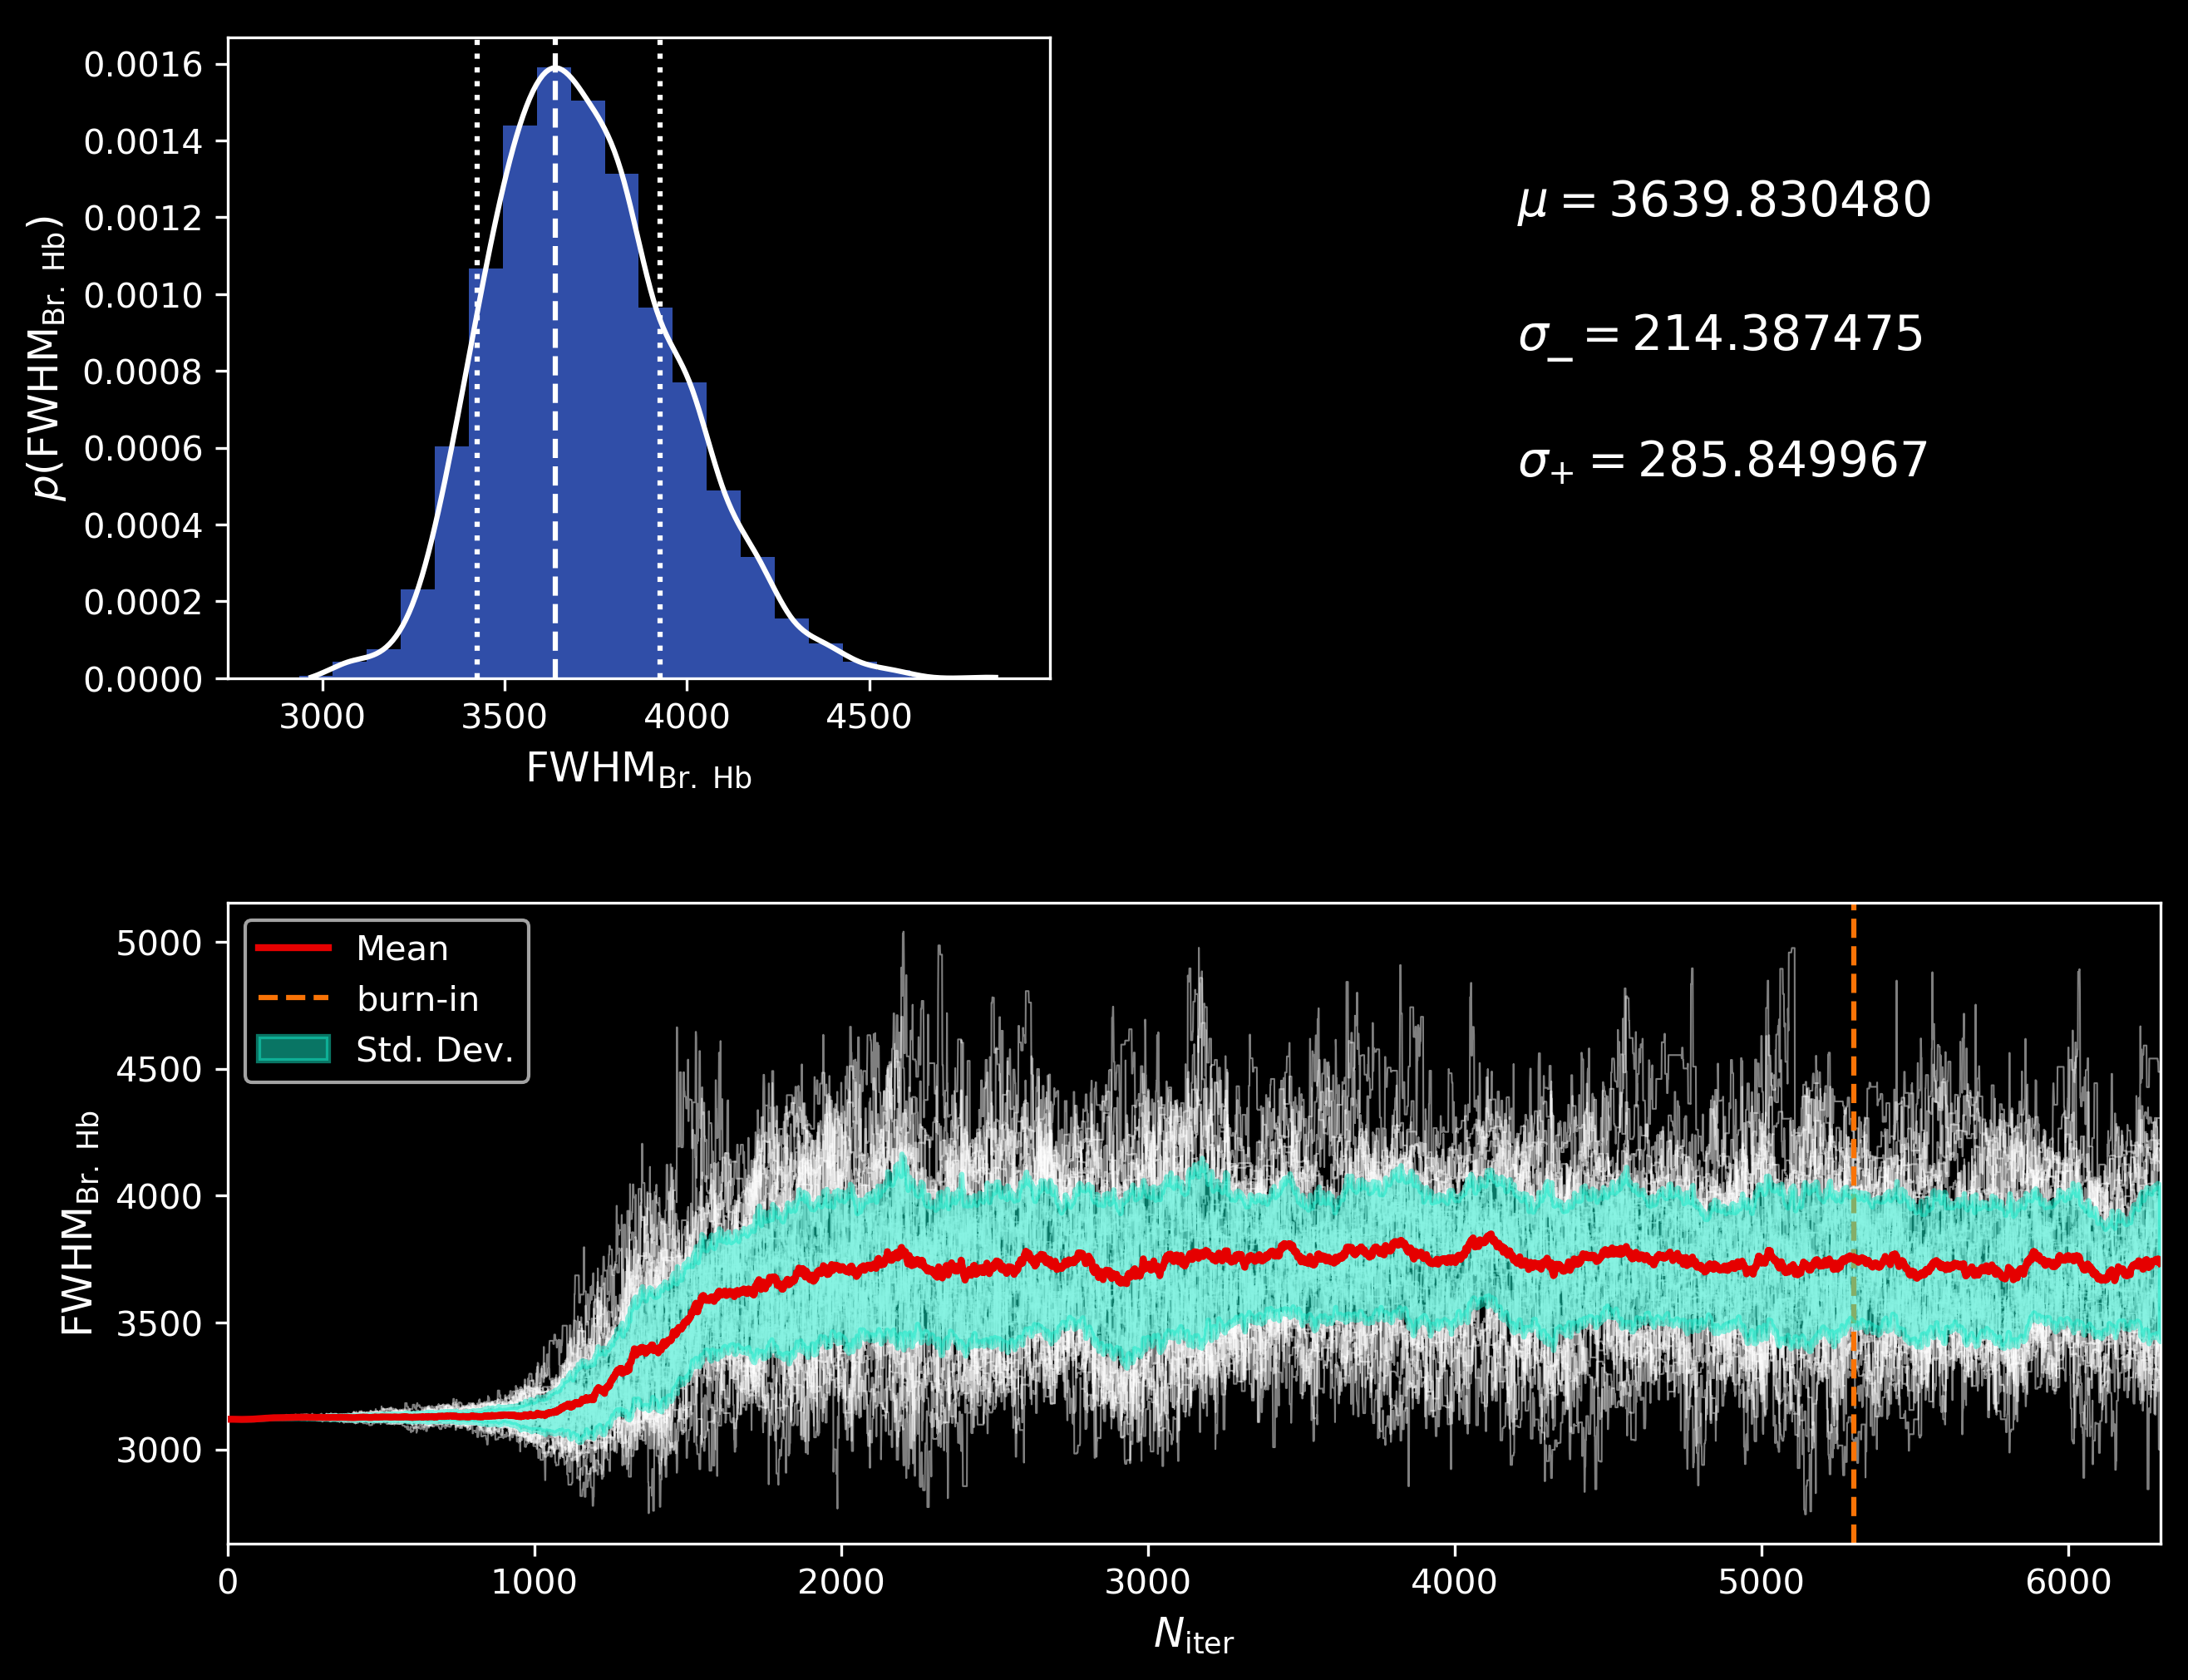 0.0016
0.0014
0.0012
0.0010
0.0008
0.0006
0.0004
0.0002
0.0000
p(FWHM_Br. Hb)
3000 3500 4000 4500
FWHM_Br. Hb
μ = 3639.830480
σ_− = 214.387475
σ_+ = 285.849967
Mean
burn-in
Std. Dev.
5000
4500
4000
3500
3000
FWHM_Br. Hb
0 1000 2000 3000 4000 5000 6000
N_iter